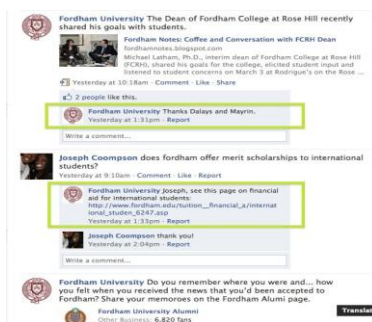 Fordham University The Dean of Fordham College at Rose Hill recently
shared his goals with students.
Fordham Notes: Coffee and Conversation with FCRH Dean
fordhamnotes.blogspot.com
Michael Latham, Ph.D., interim dean of Fordham College at Rose Hill
(FCRH), shared his goals for the college, elicited student input and
listened to student concerns on March 3 at Rodrigue's on the Rose ...
Yesterday at 10:18am · Comment · Like · Share
2 people like this.
Fordham University Thanks Dalays and Mayrin.
Yesterday at 1:31pm · Report
Write a comment...
Joseph Coompson does fordham offer merit scholarships to international
students?
Yesterday at 9:10am · Comment · Like · Report
Fordham University Joseph, see this page on financial
aid for international students:
http://www.fordham.edu/tuition__financial_a/internat
ional_studen_6247.asp
Yesterday at 1:33pm · Report
Joseph Coompson thank you!
Yesterday at 2:04pm · Report
Write a comment...
Fordham University Do you remember where you were and... how
you felt when you received the news that you'd been accepted to
Fordham? Share your memoroes on the Fordham Alumni page.
Fordham University Alumni
Other Business: 6,820 fans
Translat